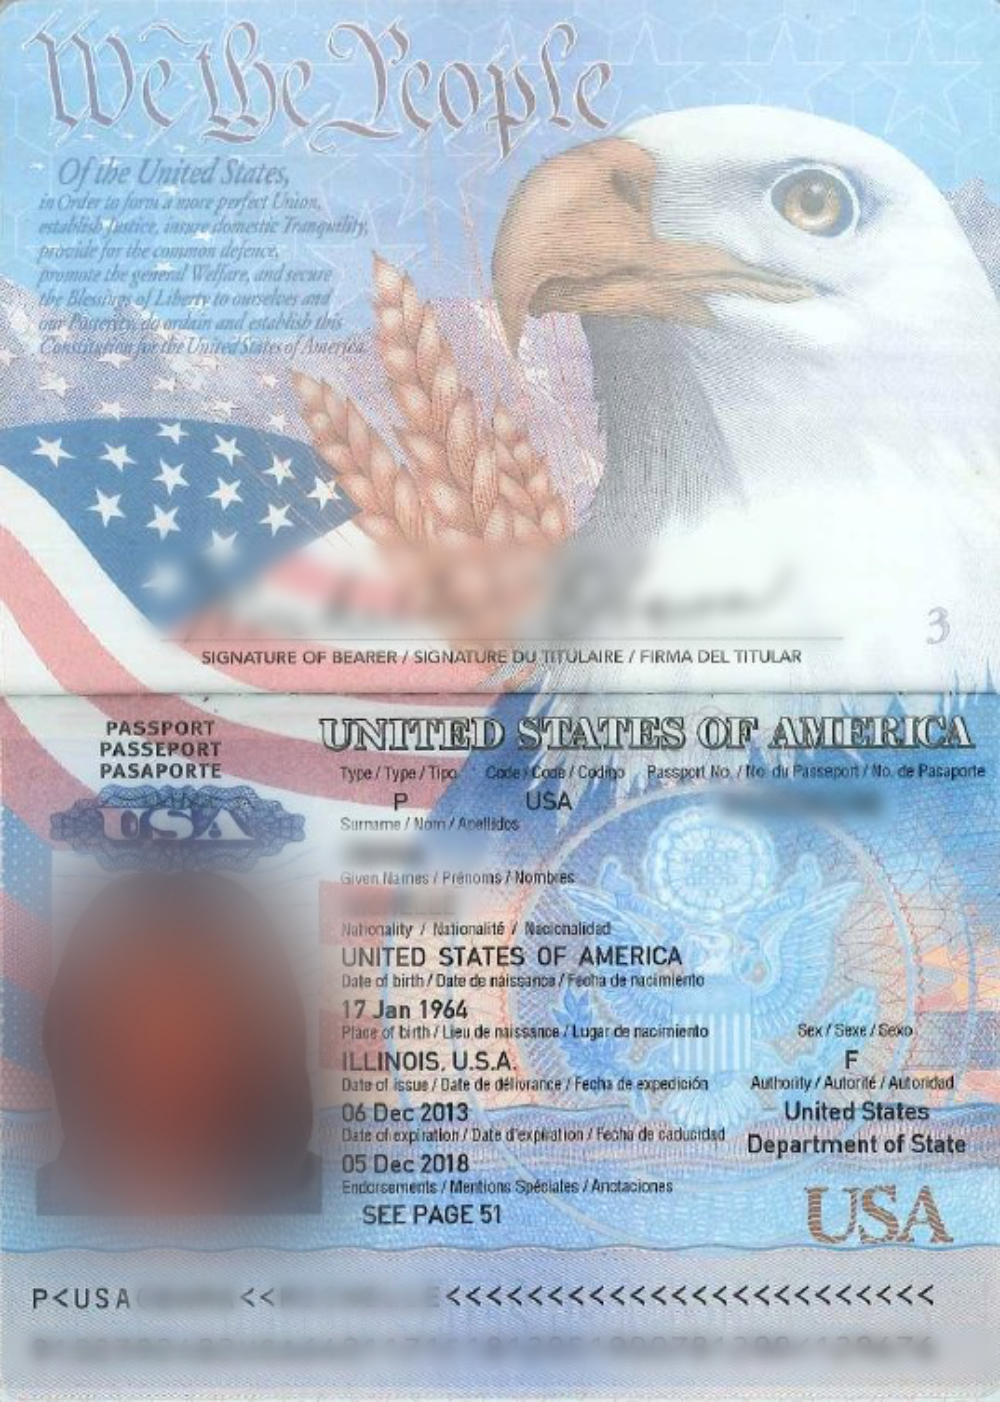 We the People
Of the United States,
in Order to form a more perfect Union,
establish Justice, insure domestic Tranquility,
provide for the common defence,
promote the general Welfare, and secure
the Blessings of Liberty to ourselves and
our Posterity, do ordain and establish this
Constitution for the United States of America.
3
SIGNATURE OF BEARER / SIGNATURE DU TITULAIRE / FIRMA DEL TITULAR
PASSPORT
PASSEPORT
PASAPORTE
USA
UNITED STATES OF AMERICA
Type / Type / Tipo Code / Code / Codigo Passport No. / No. du Passeport / No. de Pasaporte
P USA
Surname / Nom / Apellidos
Given Names / Prénoms / Nombres
Nationality / Nationalité / Nacionalidad
UNITED STATES OF AMERICA
Date of birth / Date de naissance / Fecha de nacimiento
17 Jan 1964
Place of birth / Lieu de naissance / Lugar de nacimiento Sex / Sexe / Sexo
ILLINOIS, U.S.A. F
Date of issue / Date de délivrance / Fecha de expedición Authority / Autorité / Autoridad
06 Dec 2013 United States
Date of expiration / Date d'expiration / Fecha de caducidad Department of State
05 Dec 2018
Endorsements / Mentions Spéciales / Anotaciones
SEE PAGE 51
USA
P<USA << <<<<<<<<<<<<<<<<<<<<<<<<